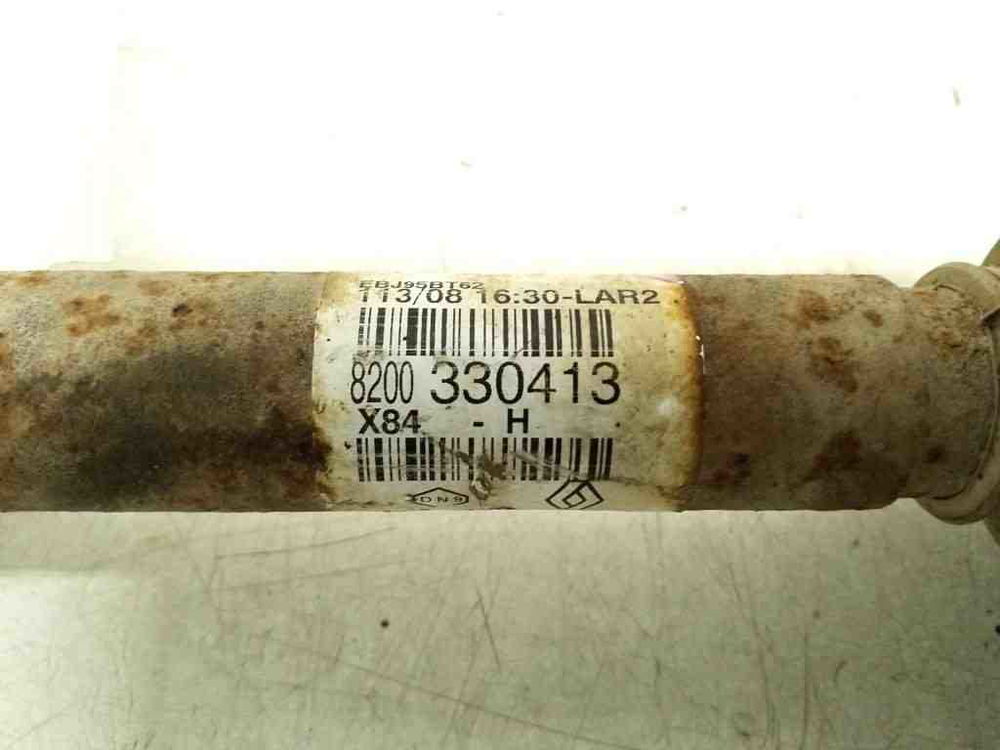 EBJ95BT62
113/08 16:30-LAR2
8200 330413
X84 - H